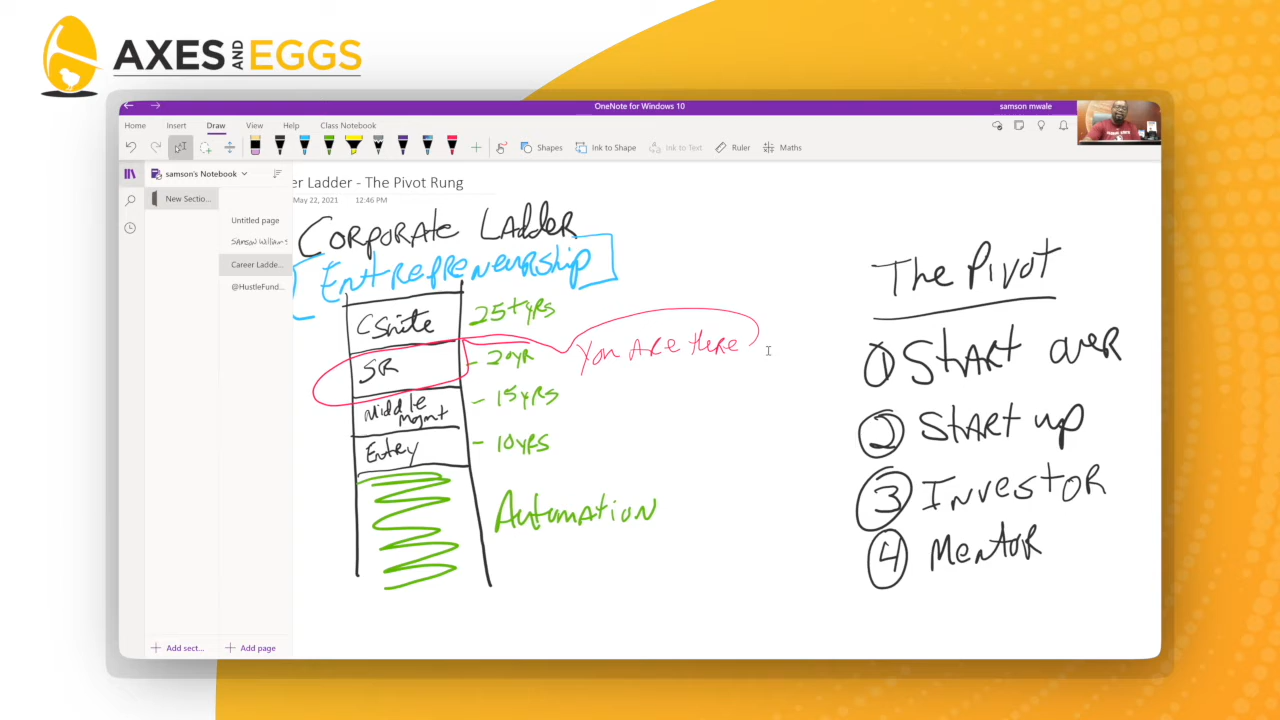 AXES AND EGGS
OneNote for Windows 10
samson mwale
Home Insert Draw View Help Class Notebook
Shapes Ink to Shape Ink to Text Ruler Maths
samson's Notebook
New Sectio...
Untitled page
Samson Williams
Career Ladde...
@HustleFund...
Add sect...
Add page
er Ladder - The Pivot Rung
May 22, 2021 12:46 PM
Corporate Ladder
Entrepreneurship
Csuite 25+yrs
SR - 20yr
You Are Here
Middle Mgmt - 15yrs
Entry - 10yrs
Automation
The Pivot
① Start over
② Start up
③ Investor
④ Mentor